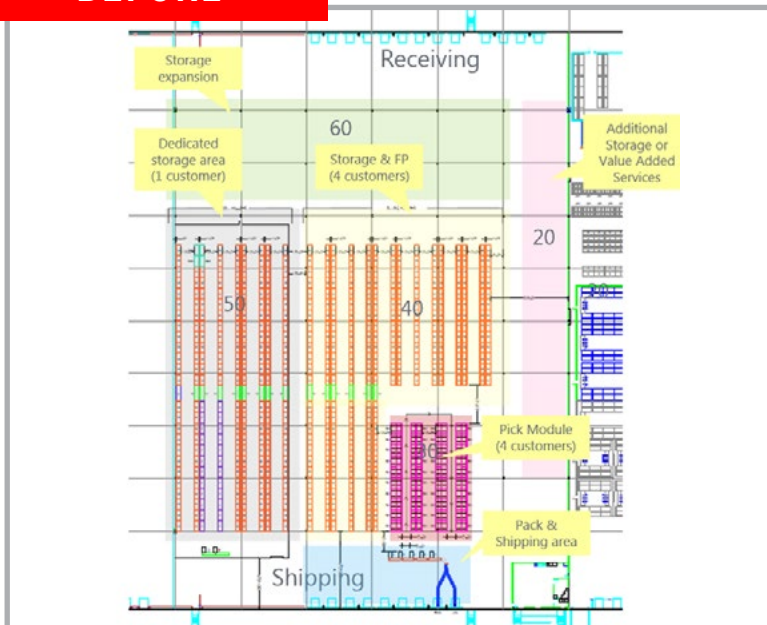 Storage
expansion
Receiving
60
Dedicated
storage area
(1 customer)
Storage & FP
(4 customers)
Additional
Storage or
Value Added
Services
20
50
40
Pick Module
(4 customers)
Pack &
Shipping area
Shipping